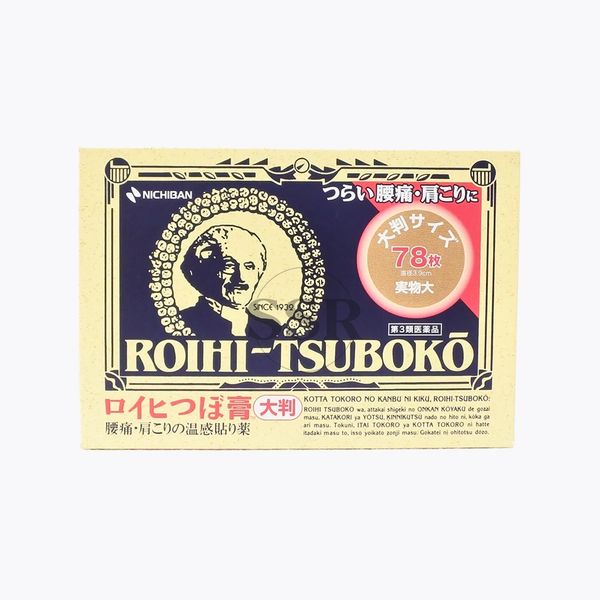 NICHIBAN
つらい腰痛・肩こりに
大判サイズ
78枚
直径3.9cm
実物大
SINCE 1932
第3類医薬品
ROIHI-TSUBOKŌ
ロイヒつぼ膏 大判
腰痛・肩こりの温感貼り薬
KOTTA TOKORO NO KANBU NI KIKU, ROIHI-TSUBOKŌ:
ROIHI TSUBOKO wa, attakai shigeki no ONKAN KOYAKU de gozai
masu. KATAKORI ya YOTSU, KINNIKUTSU nado no hito ni, kōka ga
ari masu. Tokuni, ITAI TOKORO ya KOTTA TOKORO ni hatte
itadaki masu to, isso yoikato zonji masu. Gokatei ni ohitotsu dōzo.